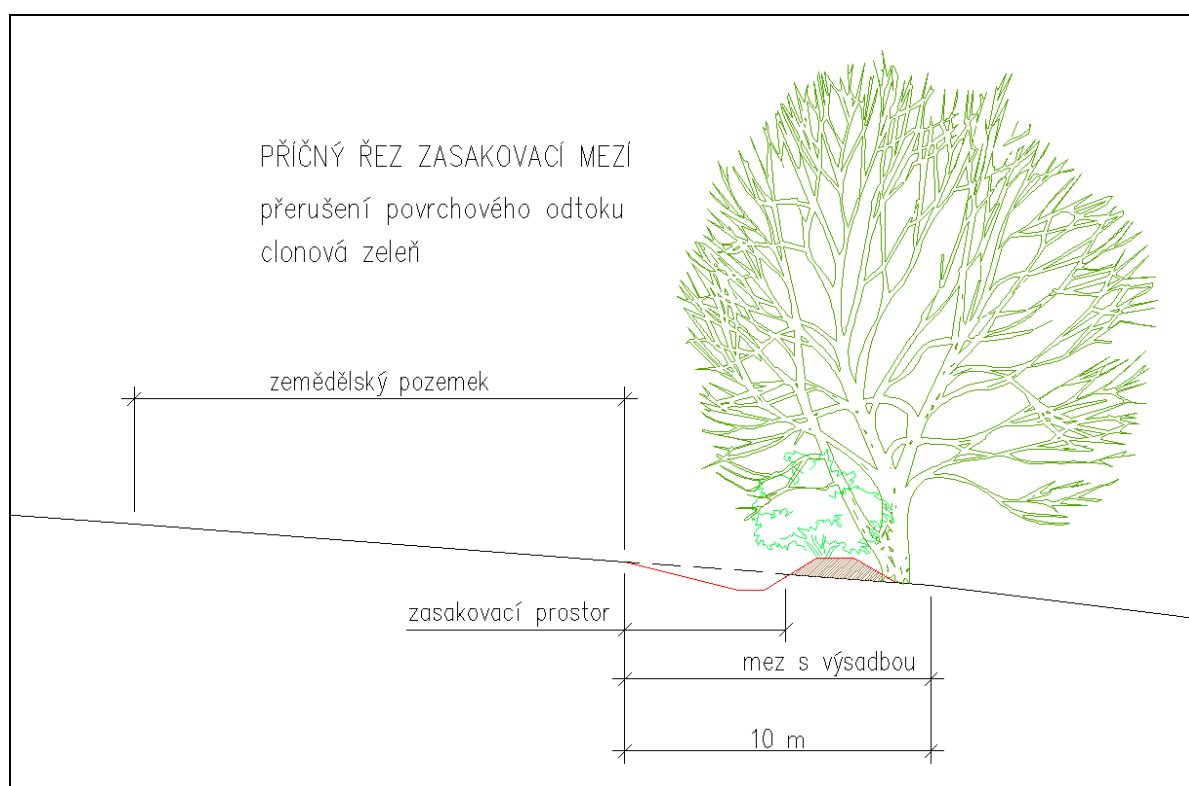 PŘÍČNÝ ŘEZ ZASAKOVACÍ MEZÍ
přerušení povrchového odtoku
clonová zeleň
zemědělský pozemek
zasakovací prostor
mez s výsadbou
10 m